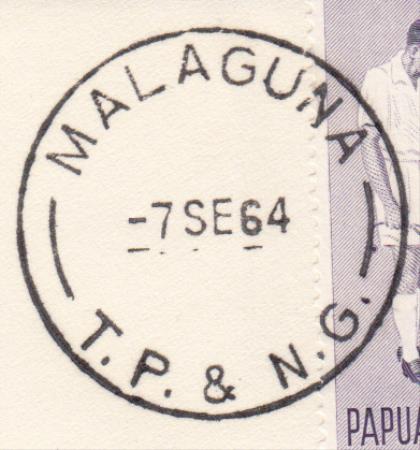 MALAGUNA
-7SE64
T.P. & N.G.
PAPUA